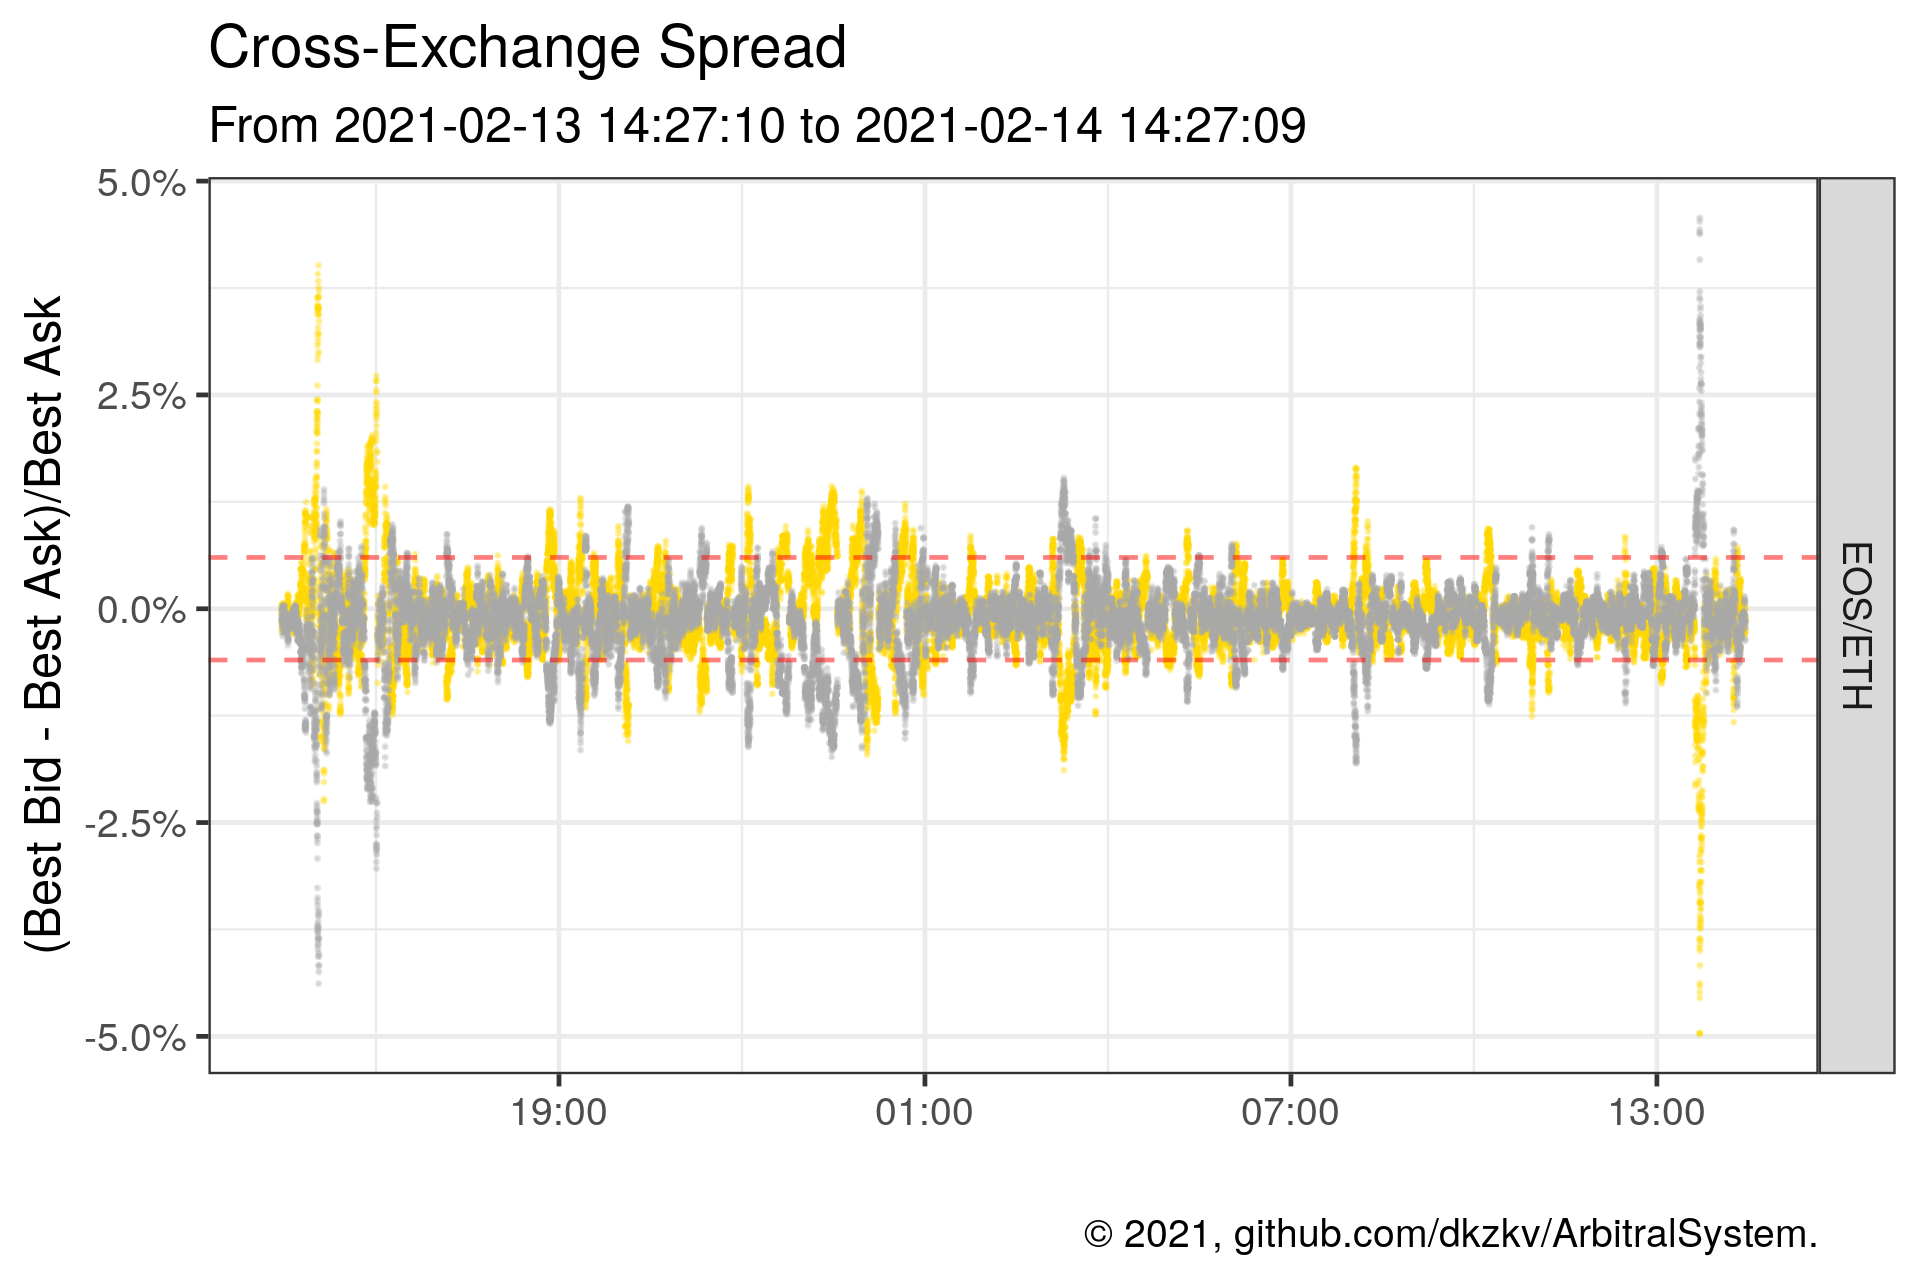 Cross-Exchange Spread
From 2021-02-13 14:27:10 to 2021-02-14 14:27:09
(Best Bid - Best Ask)/Best Ask
5.0%
2.5%
0.0%
-2.5%
-5.0%
EOS/ETH
19:00 01:00 07:00 13:00
© 2021, github.com/dkzkv/ArbitralSystem.